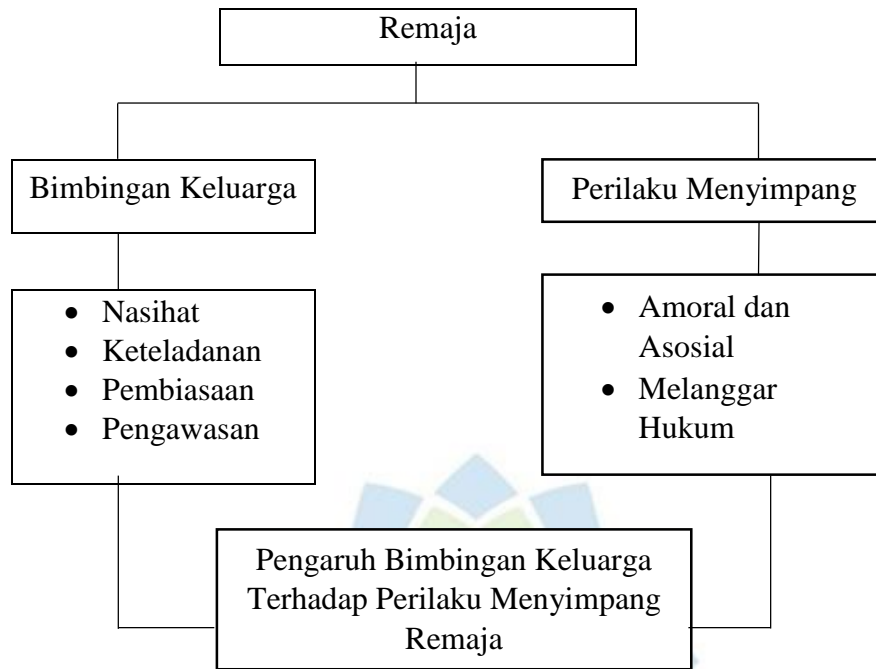 Remaja
Bimbingan Keluarga
Perilaku Menyimpang
• Nasihat
• Keteladanan
• Pembiasaan
• Pengawasan
• Amoral dan
Asosial
• Melanggar
Hukum
Pengaruh Bimbingan Keluarga
Terhadap Perilaku Menyimpang
Remaja